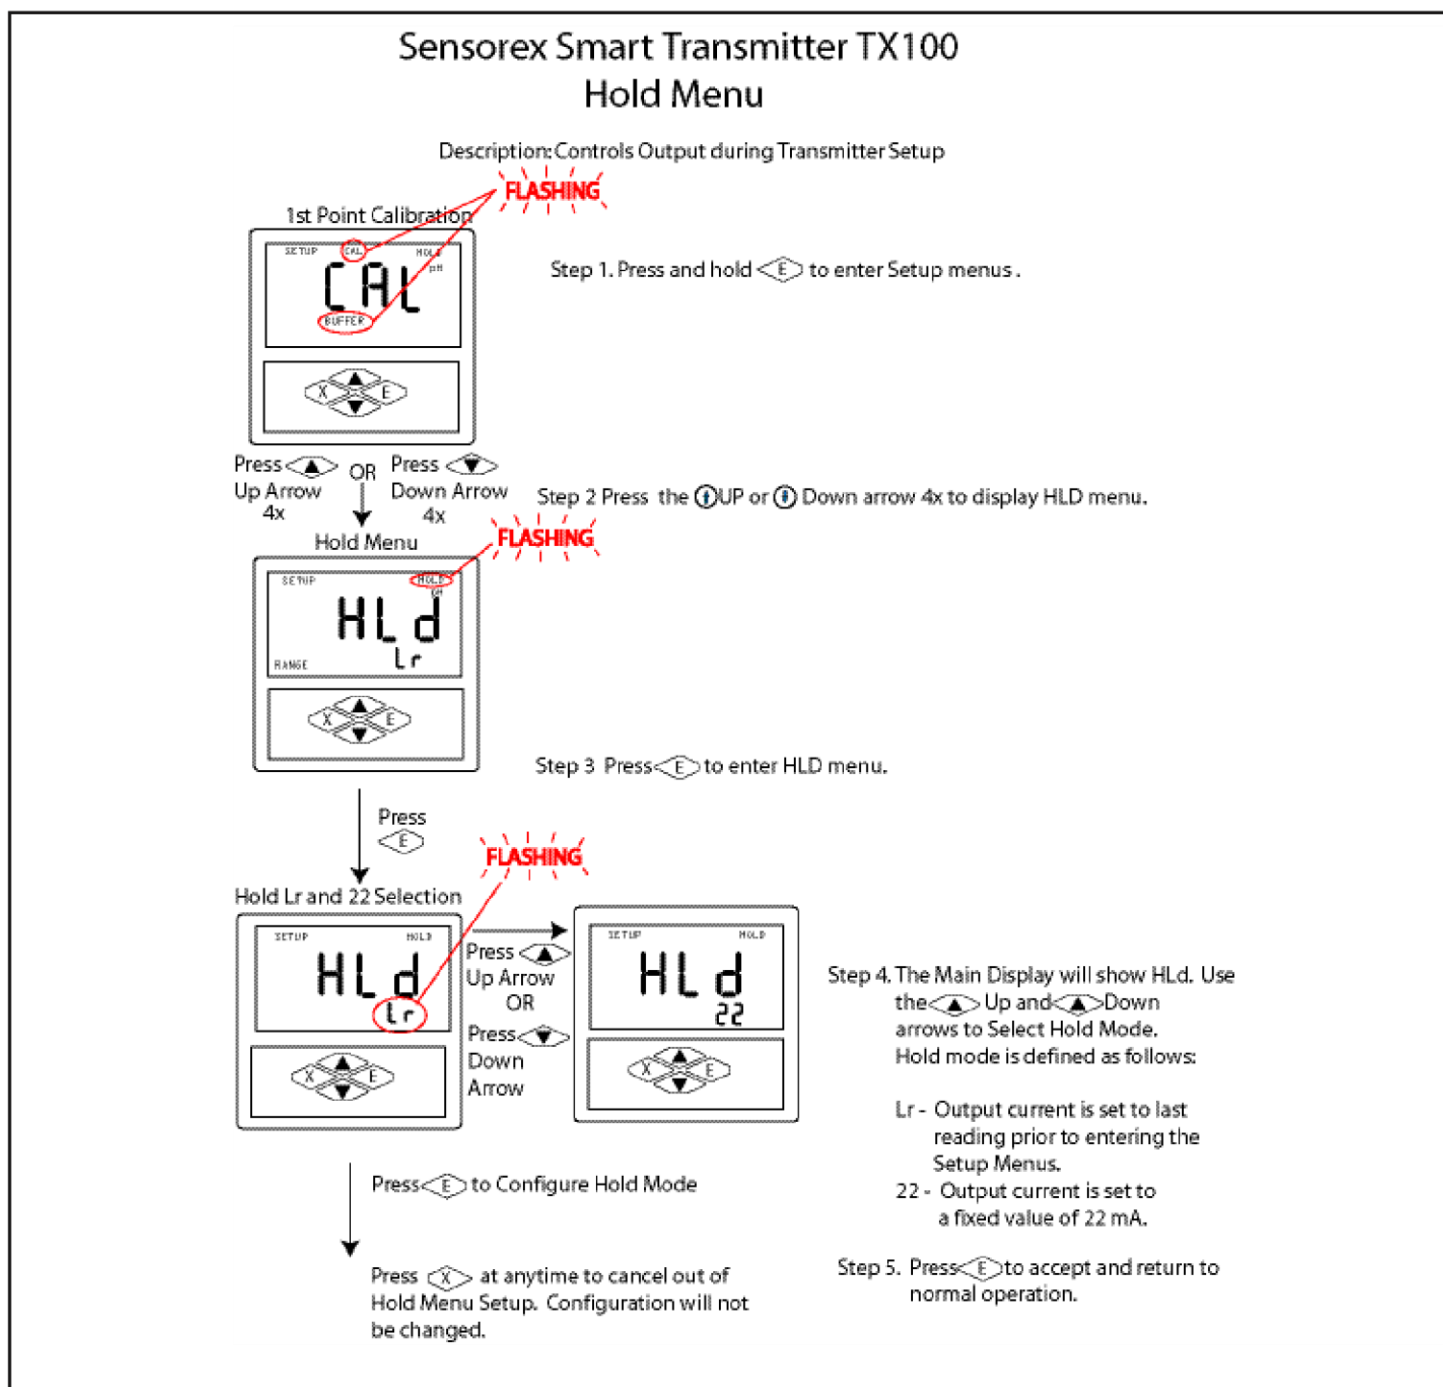 Sensorex Smart Transmitter TX100
Hold Menu
Description: Controls Output during Transmitter Setup
FLASHING
1st Point Calibration
SETUP CAL HOLD
pH
CAL
BUFFER
X E
Step 1. Press and hold E to enter Setup menus .
Press
Up Arrow
4x
OR
Press
Down Arrow
4x
Step 2 Press the UP or Down arrow 4x to display HLD menu.
FLASHING
Hold Menu
SETUP HOLD
pH
HLd
Lr
RANGE
X E
Step 3 Press E to enter HLD menu.
Press
E
FLASHING
Hold Lr and 22 Selection
SETUP HOLD
HLd
Lr
X E
Press
Up Arrow
OR
Press
Down
Arrow
SETUP HOLD
HLd
22
X E
Step 4. The Main Display will show HLd. Use
the Up and Down
arrows to Select Hold Mode.
Hold mode is defined as follows:
Lr - Output current is set to last
reading prior to entering the
Setup Menus.
22 - Output current is set to
a fixed value of 22 mA.
Press E to Configure Hold Mode
Step 5. Press E to accept and return to
normal operation.
Press X at anytime to cancel out of
Hold Menu Setup. Configuration will not
be changed.